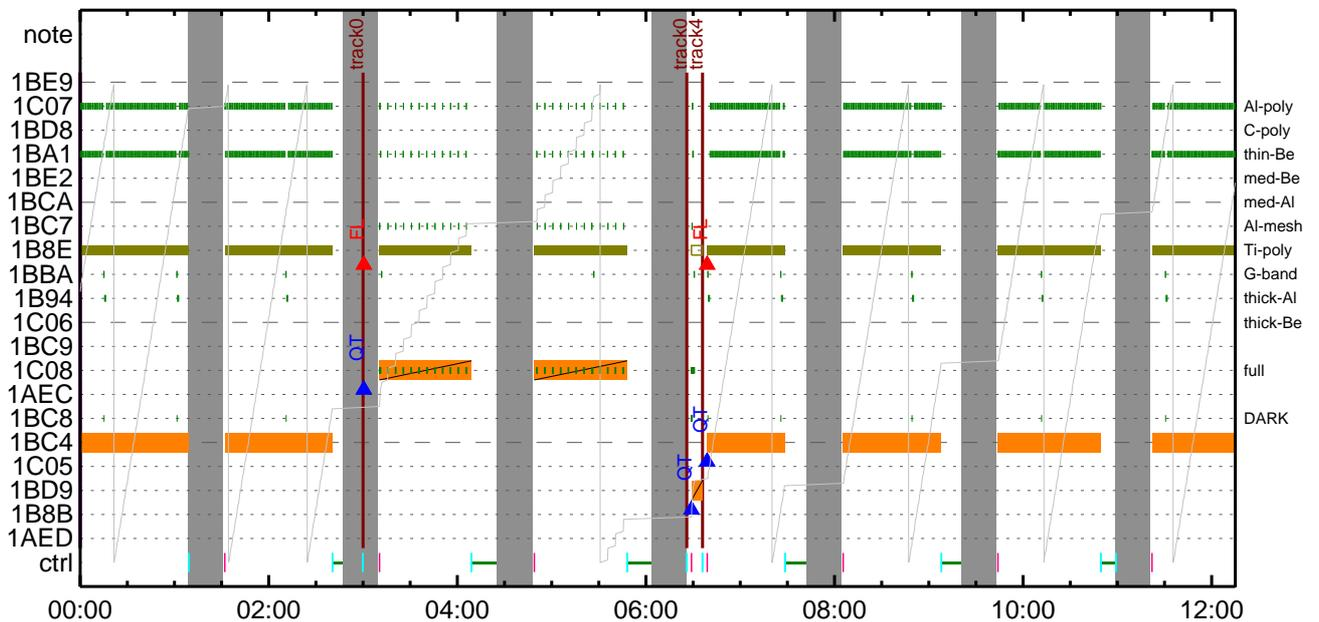 track0
track0
track4
note
1BE9
1C07 Al-poly
1BD8 C-poly
1BA1 thin-Be
1BE2 med-Be
1BCA med-Al
1BC7 Al-mesh
FL
FL
1B8E Ti-poly
1BBA G-band
1B94 thick-Al
1C06 thick-Be
1BC9
QT
1C08 full
1AEC
1BC8 DARK
QT
1BC4
1C05
QT
1BD9
1B8B
1AED
ctrl
00:00 02:00 04:00 06:00 08:00 10:00 12:00